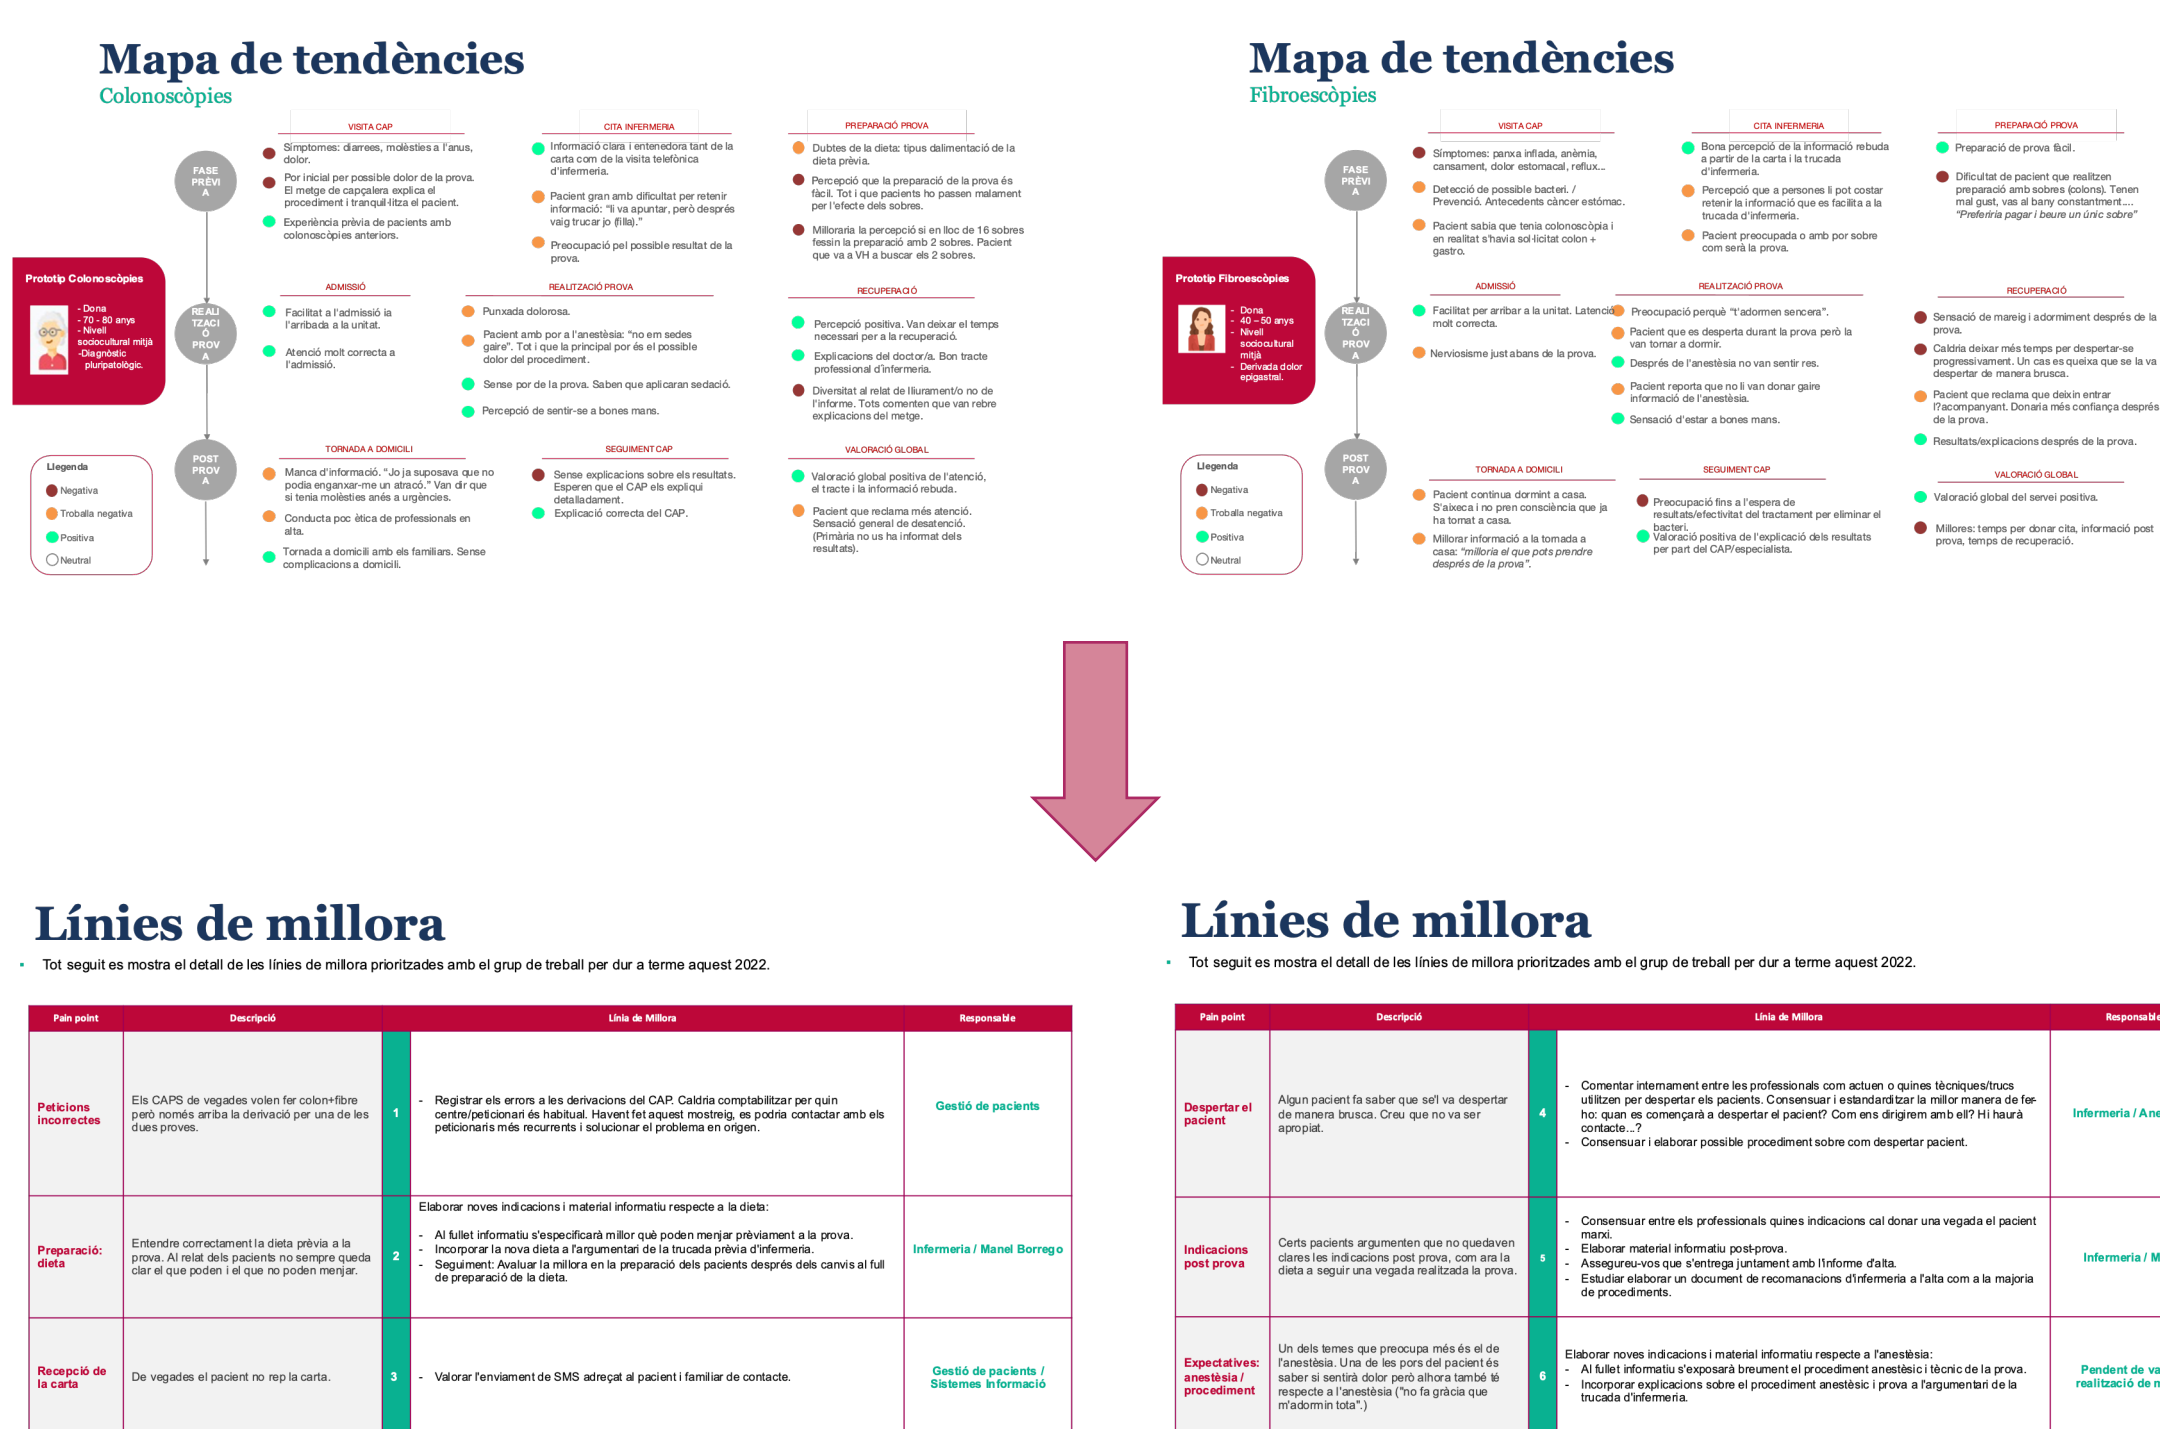 Mapa de tendències
Colonoscòpies
VISITA CAP
Símptomes: diarrees, molèsties a l'anus,
dolor.
Por inicial per possible dolor de la prova.
El metge de capçalera explica el
procediment i tranquil·litza el pacient.
Experiència prèvia de pacients amb
colonoscòpies anteriors.
CITA INFERMERIA
Informació clara i entenedora tant de la
carta com de la visita telefònica
d'infermeria.
Pacient gran amb dificultat per retenir
informació: “li va apuntar, però després
vaig trucar jo (filla).”
Preocupació pel possible resultat de la
prova.
PREPARACIÓ PROVA
Dubtes de la dieta: tipus dalimentació de la
dieta prèvia.
Percepció que la preparació de la prova és
fàcil. Tot i que pacients ho passen malament
per l'efecte dels sobres.
Milloraria la percepció si en lloc de 16 sobres
fessin la preparació amb 2 sobres. Pacient
que va a VH a buscar els 2 sobres.
FASE
PRÈVI
A
Prototip Colonoscòpies
- Dona
- 70 - 80 anys
- Nivell
sociocultural mitjà
-Diagnòstic
pluripatològic.
REALI
TZACI
Ó
PROV
A
ADMISSIÓ
Facilitat a l'admissió ia
l'arribada a la unitat.
Atenció molt correcta a
l'admissió.
REALITZACIÓ PROVA
Punxada dolorosa.
Pacient amb por a l'anestèsia: “no em sedes
gaire”. Tot i que la principal por és el possible
dolor del procediment.
Sense por de la prova. Saben que aplicaran sedació.
Percepció de sentir-se a bones mans.
RECUPERACIÓ
Percepció positiva. Van deixar el temps
necessari per a la recuperació.
Explicacions del doctor/a. Bon tracte
professional d'infermeria.
Diversitat al relat de lliurament/o no de
l'informe. Tots comenten que van rebre
explicacions del metge.
POST
PROV
A
TORNADA A DOMICILI
Manca d'informació. “Jo ja suposava que no
podia enganxar-me un atracó.” Van dir que
si tenia molèsties anés a urgències.
Conducta poc ètica de professionals en
alta.
Tornada a domicili amb els familiars. Sense
complicacions a domicili.
SEGUIMENT CAP
Sense explicacions sobre els resultats.
Esperen que el CAP els expliqui
detalladament.
Explicació correcta del CAP.
VALORACIÓ GLOBAL
Valoració global positiva de l'atenció,
el tracte i la informació rebuda.
Pacient que reclama més atenció.
Sensació general de desatenció.
(Primària no us ha informat dels
resultats).
Llegenda
Negativa
Troballa negativa
Positiva
Neutral
Mapa de tendències
Fibroescòpies
VISITA CAP
Símptomes: panxa inflada, anèmia,
cansament, dolor estomacal, reflux...
Detecció de possible bacteri. /
Prevenció. Antecedents càncer estómac.
Pacient sabia que tenia colonoscòpia i
en realitat s'havia sol·licitat colon +
gastro.
CITA INFERMERIA
Bona percepció de la informació rebuda
a partir de la carta i la trucada
d'infermeria.
Percepció que a persones li pot costar
retenir la informació que es facilita a la
trucada d'infermeria.
Pacient preocupada o amb por sobre
com serà la prova.
PREPARACIÓ PROVA
Preparació de prova fàcil.
Dificultat de pacient que realitzen
preparació amb sobres (colons). Tenen
mal gust, vas al bany constantment....
“Preferiria pagar i beure un únic sobre”
FASE
PRÈVI
A
Prototip Fibroescòpies
- Dona
- 40 – 50 anys
- Nivell
sociocultural
mitjà
- Derivada dolor
epigastral.
REALI
TZACI
Ó
PROV
A
ADMISSIÓ
Facilitat per arribar a la unitat. Latenció
molt correcta.
Nerviosisme just abans de la prova.
REALITZACIÓ PROVA
Preocupació perquè “t'adormen sencera”.
Pacient que es desperta durant la prova però la
van tornar a dormir.
Després de l'anestèsia no van sentir res.
Pacient reporta que no li van donar gaire
informació de l'anestèsia.
Sensació d'estar a bones mans.
RECUPERACIÓ
Sensació de mareig i adormiment després de la
prova.
Caldria deixar més temps per despertar-se
progressivament. Un cas es queixa que se la va
despertar de manera brusca.
Pacient que reclama que deixin entrar
l?acompanyant. Donaria més confiança després
de la prova.
Resultats/explicacions després de la prova.
POST
PROV
A
TORNADA A DOMICILI
Pacient continua dormint a casa.
S'aixeca i no pren consciència que ja
ha tornat a casa.
Millorar informació a la tornada a
casa: “milloria el que pots prendre
després de la prova”.
SEGUIMENT CAP
Preocupació fins a l'espera de
resultats/efectivitat del tractament per eliminar el
bacteri.
Valoració positiva de l'explicació dels resultats
per part del CAP/especialista.
VALORACIÓ GLOBAL
Valoració global del servei positiva.
Millores: temps per donar cita, informació post
prova, temps de recuperació.
Llegenda
Negativa
Troballa negativa
Positiva
Neutral
Línies de millora
▪ Tot seguit es mostra el detall de les línies de millora prioritzades amb el grup de treball per dur a terme aquest 2022.
Pain point Descripció Línia de Millora Responsable
Peticions
incorrectes
Els CAPS de vegades volen fer colon+fibre
però només arriba la derivació per una de les
dues proves.
1
- Registrar els errors a les derivacions del CAP. Caldria comptabilitzar per quin
centre/peticionari és habitual. Havent fet aquest mostreig, es podria contactar amb els
peticionaris més recurrents i solucionar el problema en origen.
Gestió de pacients
Preparació:
dieta
Entendre correctament la dieta prèvia a la
prova. Al relat dels pacients no sempre queda
clar el que poden i el que no poden menjar.
2
Elaborar noves indicacions i material informatiu respecte a la dieta:
- Al fullet informatiu s'especificarà millor què poden menjar prèviament a la prova.
- Incorporar la nova dieta a l'argumentari de la trucada prèvia d'infermeria.
- Seguiment: Avaluar la millora en la preparació dels pacients després dels canvis al full
de preparació de la dieta.
Infermeria / Manel Borrego
Recepció de
la carta
De vegades el pacient no rep la carta.
3
- Valorar l'enviament de SMS adreçat al pacient i familiar de contacte.
Gestió de pacients /
Sistemes Informació
Línies de millora
▪ Tot seguit es mostra el detall de les línies de millora prioritzades amb el grup de treball per dur a terme aquest 2022.
Pain point Descripció Línia de Millora Responsable
Despertar el
pacient
Algun pacient fa saber que se'l va despertar
de manera brusca. Creu que no va ser
apropiat.
4
- Comentar internament entre les professionals com actuen o quines tècniques/trucs
utilitzen per despertar els pacients. Consensuar i estandarditzar la millor manera de fer-
ho: quan es començarà a despertar el pacient? Com ens dirigirem amb ell? Hi haurà
contacte...?
- Consensuar i elaborar possible procediment sobre com despertar pacient.
Infermeria / Ane
Indicacions
post prova
Certs pacients argumenten que no quedaven
clares les indicacions post prova, com ara la
dieta a seguir una vegada realitzada la prova.
5
- Consensuar entre els professionals quines indicacions cal donar una vegada el pacient
marxi.
- Elaborar material informatiu post-prova.
- Assegureu-vos que s'entrega juntament amb l'informe d'alta.
- Estudiar elaborar un document de recomanacions d'infermeria a l'alta com a la majoria
de procediments.
Infermeria / M
Expectatives:
anestèsia /
procediment
Un dels temes que preocupa més és el de
l'anestèsia. Una de les pors del pacient és
saber si sentirà dolor però alhora també té
respecte a l'anestèsia ("no fa gràcia que
m'adormin tota".)
6
Elaborar noves indicacions i material informatiu respecte a l'anestèsia:
- Al fullet informatiu s'exposarà breument el procediment anestèsic i tècnic de la prova.
- Incorporar explicacions sobre el procediment anestèsic i prova a l'argumentari de la
trucada d'infermeria.
Pendent de va
realització de m